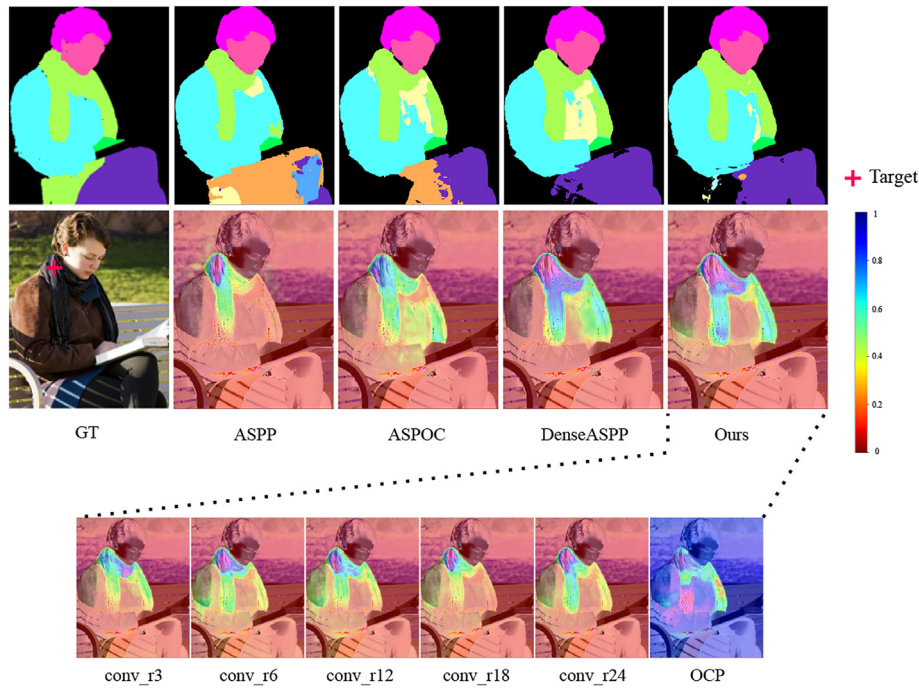 Target
1
0.8
0.6
0.4
0.2
0
GT ASPP ASPOC DenseASPP Ours
conv_r3 conv_r6 conv_r12 conv_r18 conv_r24 OCP